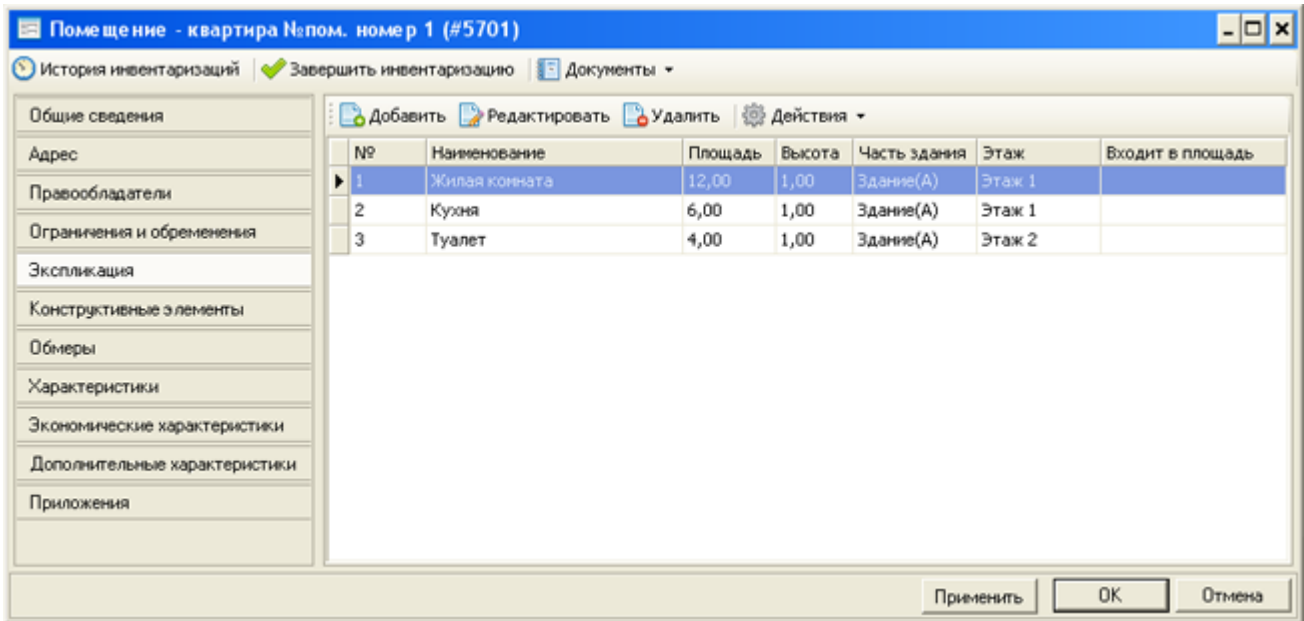 Помещение - квартира №пом. номер 1 (#5701)
История инвентаризаций Завершить инвентаризацию Документы
Общие сведения
Адрес
Правообладатели
Ограничения и обременения
Экспликация
Конструктивные элементы
Обмеры
Характеристики
Экономические характеристики
Дополнительные характеристики
Приложения
Добавить Редактировать Удалить Действия
№ Наименование Площадь Высота Часть здания Этаж Входит в площадь
1 Жилая комната 12,00 1,00 Здание(А) Этаж 1
2 Кухня 6,00 1,00 Здание(А) Этаж 1
3 Туалет 4,00 1,00 Здание(А) Этаж 2
Применить OK Отмена